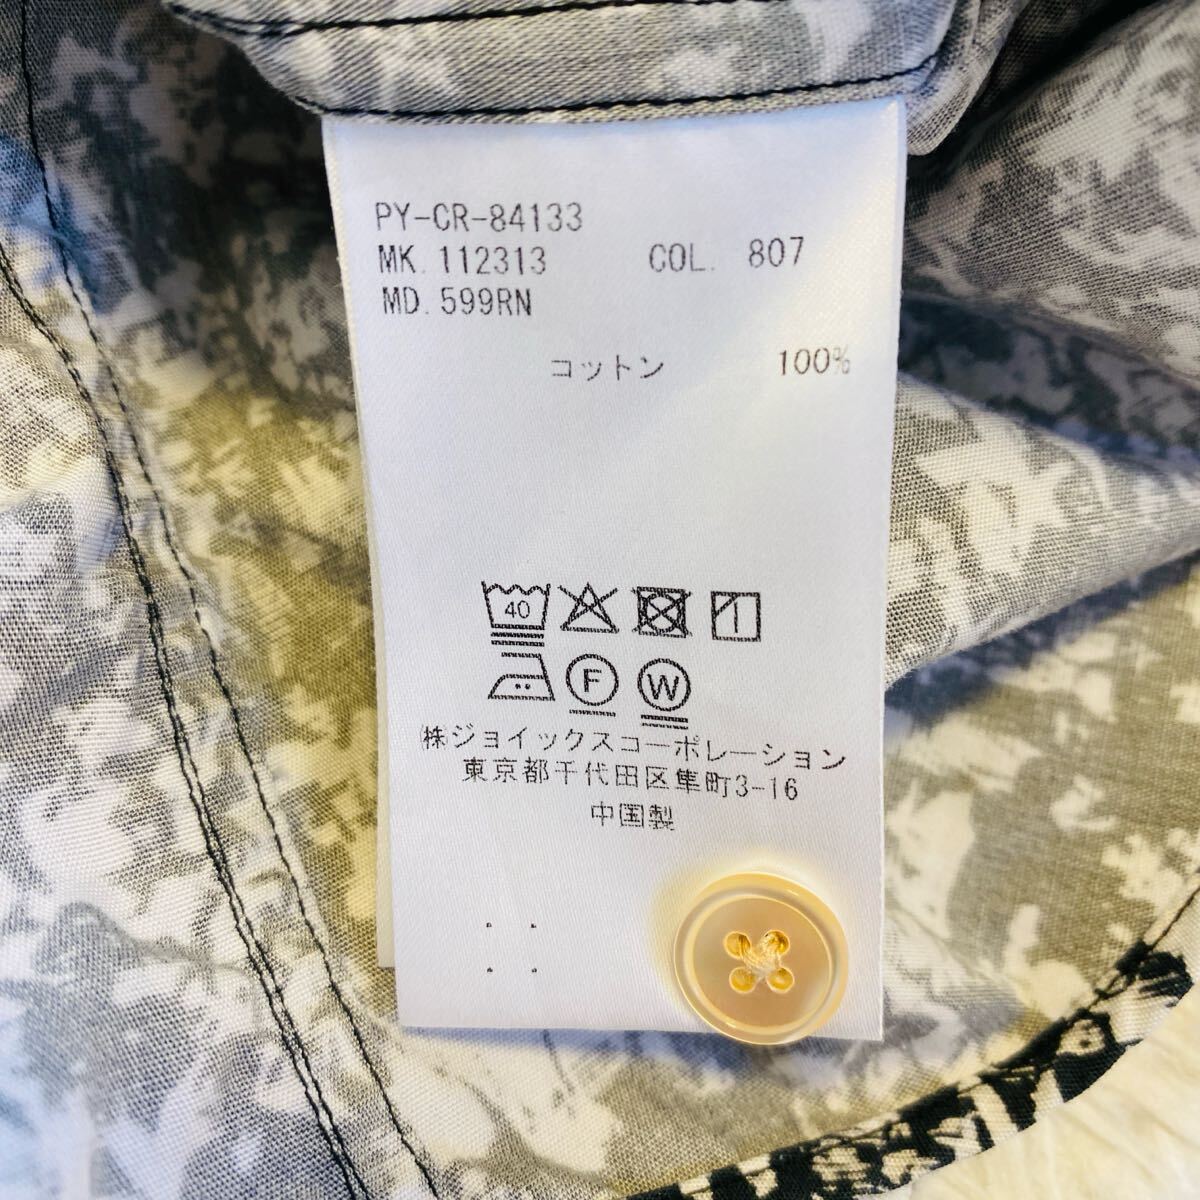 PY-CR-84133
MK. 112313 COL. 807
MD. 599RN
コットン 100%
40
F W
(株)ジョイックスコーポレーション
東京都千代田区隼町3-16
中国製